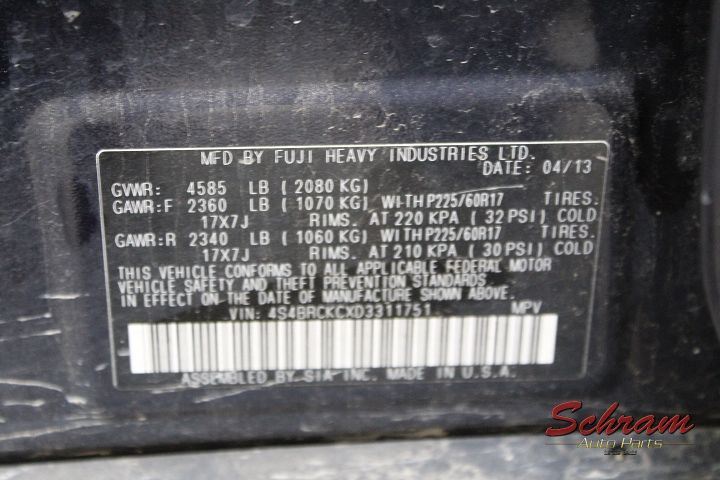 MFD BY FUJI HEAVY INDUSTRIES LTD.
DATE: 04/13
GVWR: 4585 LB ( 2080 KG)
GAWR:F 2360 LB ( 1070 KG) WITH P225/60R17 TIRES.
17X7J RIMS. AT 220 KPA ( 32 PSI) COLD
GAWR:R 2340 LB ( 1060 KG) WITH P225/60R17 TIRES.
17X7J RIMS. AT 210 KPA ( 30 PSI) COLD
THIS VEHICLE CONFORMS TO ALL APPLICABLE FEDERAL MOTOR
VEHICLE SAFETY AND THEFT PREVENTION STANDARDS
IN EFFECT ON THE DATE OF MANUFACTURE SHOWN ABOVE.
VIN: 4S4BRCKCXD3311751 MPV
ASSEMBLED BY SIA INC. MADE IN U.S.A.
Schram
Auto Parts